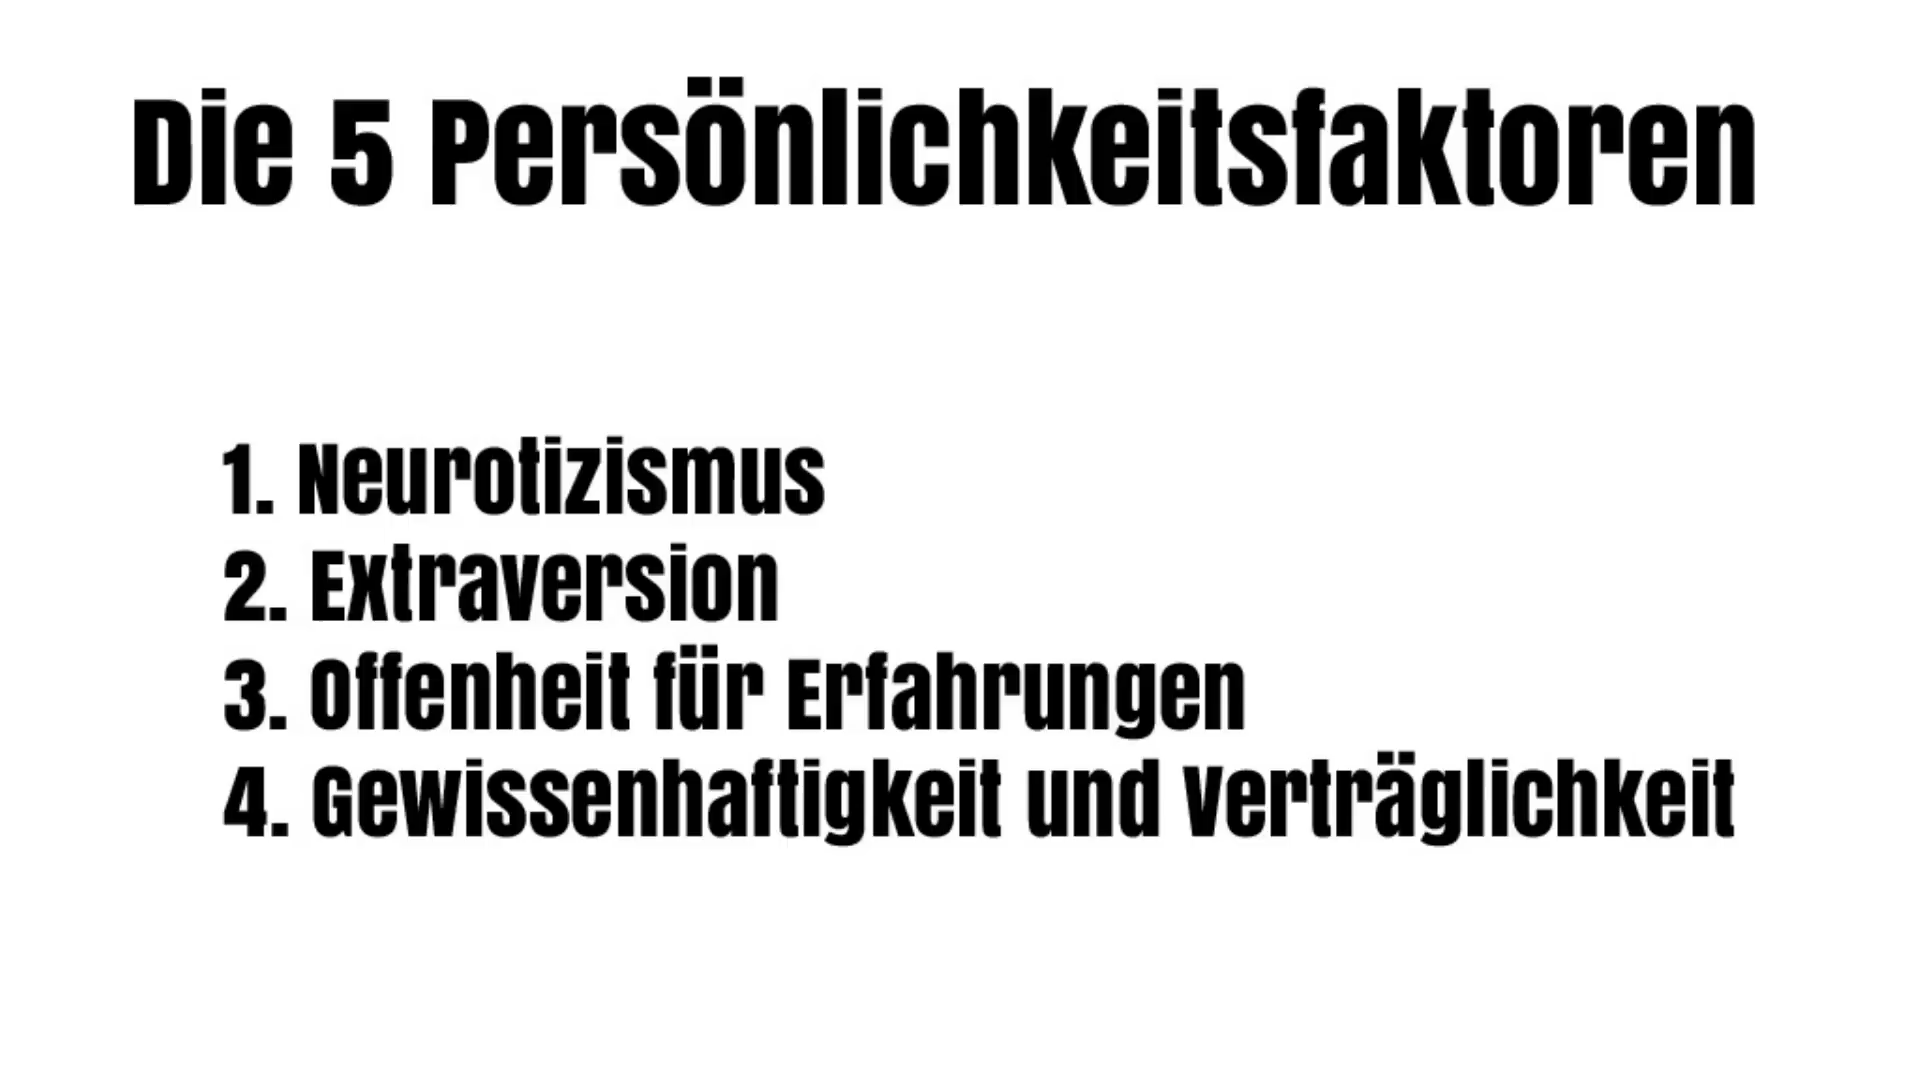 Die 5 Persönlichkeitsfaktoren
1. Neurotizismus
2. Extraversion
3. Offenheit für Erfahrungen
4. Gewissenhaftigkeit und Verträglichkeit